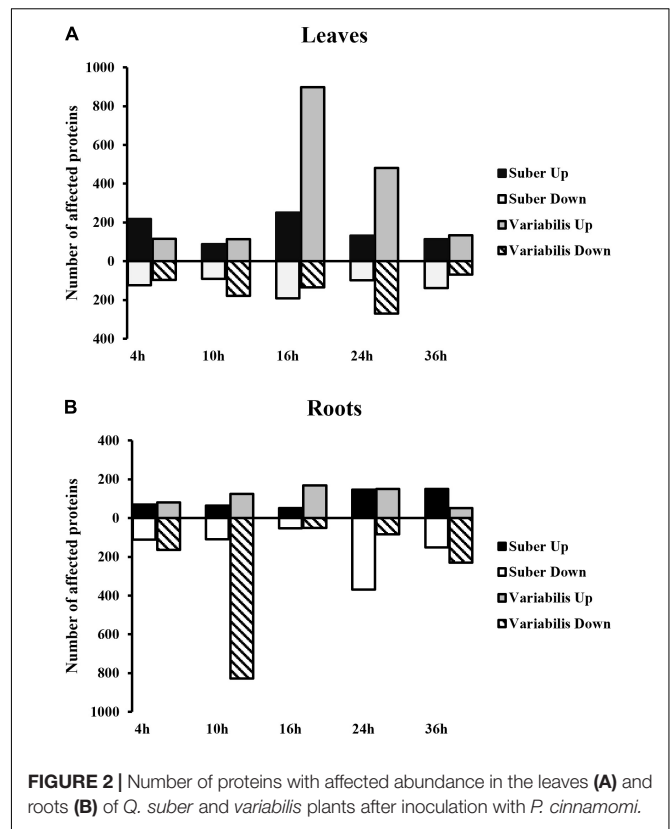 A
Leaves
Number of affected proteins
1000
800
600
400
200
0
200
400
4h
10h
16h
24h
36h
Suber Up
Suber Down
Variabilis Up
Variabilis Down
B
Roots
Number of affected proteins
400
200
0
200
400
600
800
1000
4h
10h
16h
24h
36h
Suber Up
Suber Down
Variabilis Up
Variabilis Down
FIGURE 2 | Number of proteins with affected abundance in the leaves (A) and
roots (B) of Q. suber and variabilis plants after inoculation with P. cinnamomi.